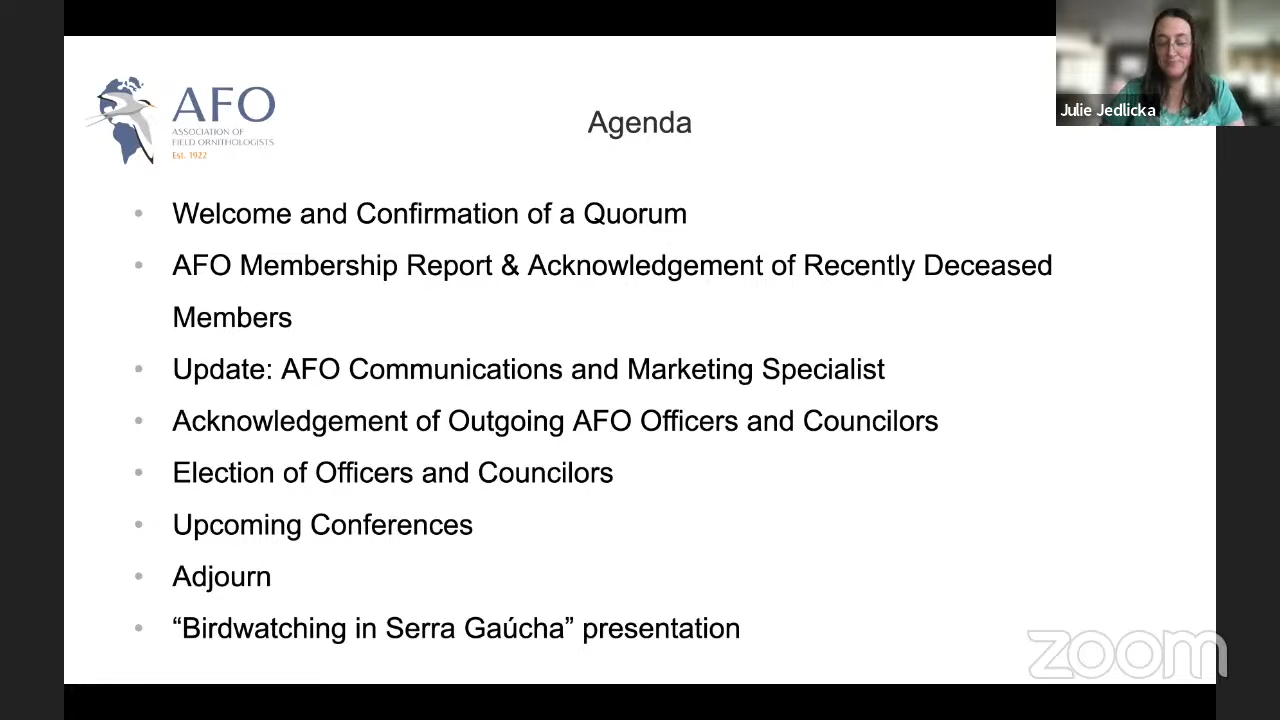 AFO
ASSOCIATION OF
FIELD ORNITHOLOGISTS
Est. 1922
Agenda
Julie Jedlicka
• Welcome and Confirmation of a Quorum
• AFO Membership Report & Acknowledgement of Recently Deceased
Members
• Update: AFO Communications and Marketing Specialist
• Acknowledgement of Outgoing AFO Officers and Councilors
• Election of Officers and Councilors
• Upcoming Conferences
• Adjourn
• “Birdwatching in Serra Gaúcha” presentation
zoom